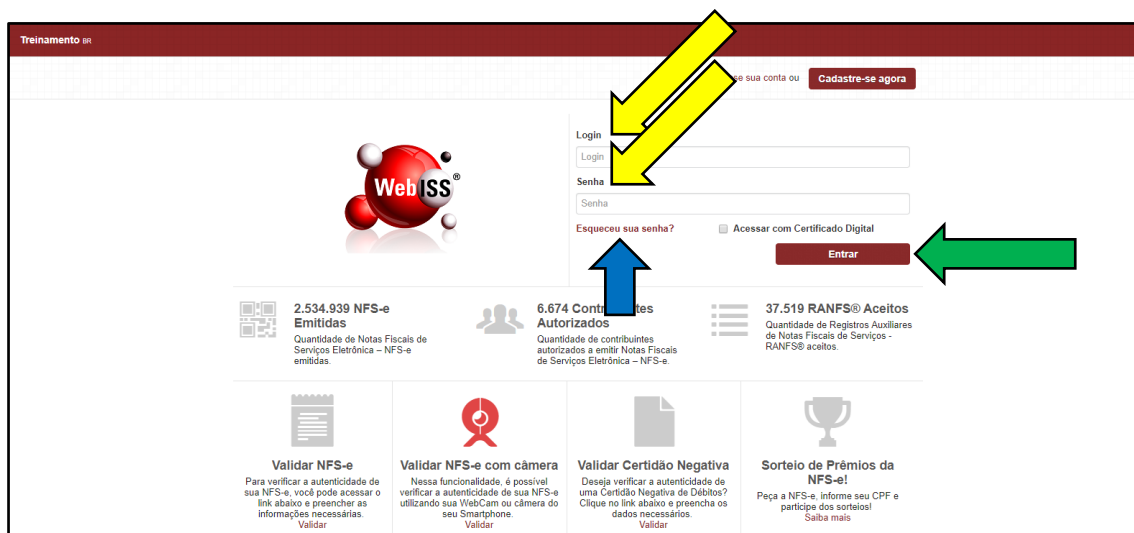 Treinamento BR
se sua conta ou Cadastre-se agora
WebISS®
Login
Login
Senha
Senha
Esqueceu sua senha? Acessar com Certificado Digital
Entrar
2.534.939 NFS-e
Emitidas
Quantidade de Notas Fiscais de
Serviços Eletrônica – NFS-e
emitidas.
6.674 Contribuintes
Autorizados
Quantidade de contribuintes
autorizados a emitir Notas Fiscais
de Serviços Eletrônica – NFS-e.
37.519 RANFS® Aceitos
Quantidade de Registros Auxiliares
de Notas Fiscais de Serviços -
RANFS® aceitos.
Validar NFS-e
Para verificar a autenticidade de
sua NFS-e, você pode acessar o
link abaixo e preencher as
informações necessárias.
Validar
Validar NFS-e com câmera
Nessa funcionalidade, é possível
verificar a autenticidade de sua NFS-e
utilizando sua WebCam ou câmera do
seu Smartphone.
Validar
Validar Certidão Negativa
Deseja verificar a autenticidade de
uma Certidão Negativa de Débitos?
Clique no link abaixo e preencha os
dados necessários.
Validar
Sorteio de Prêmios da
NFS-e!
Peça a NFS-e, informe seu CPF e
participe dos sorteios!
Saiba mais